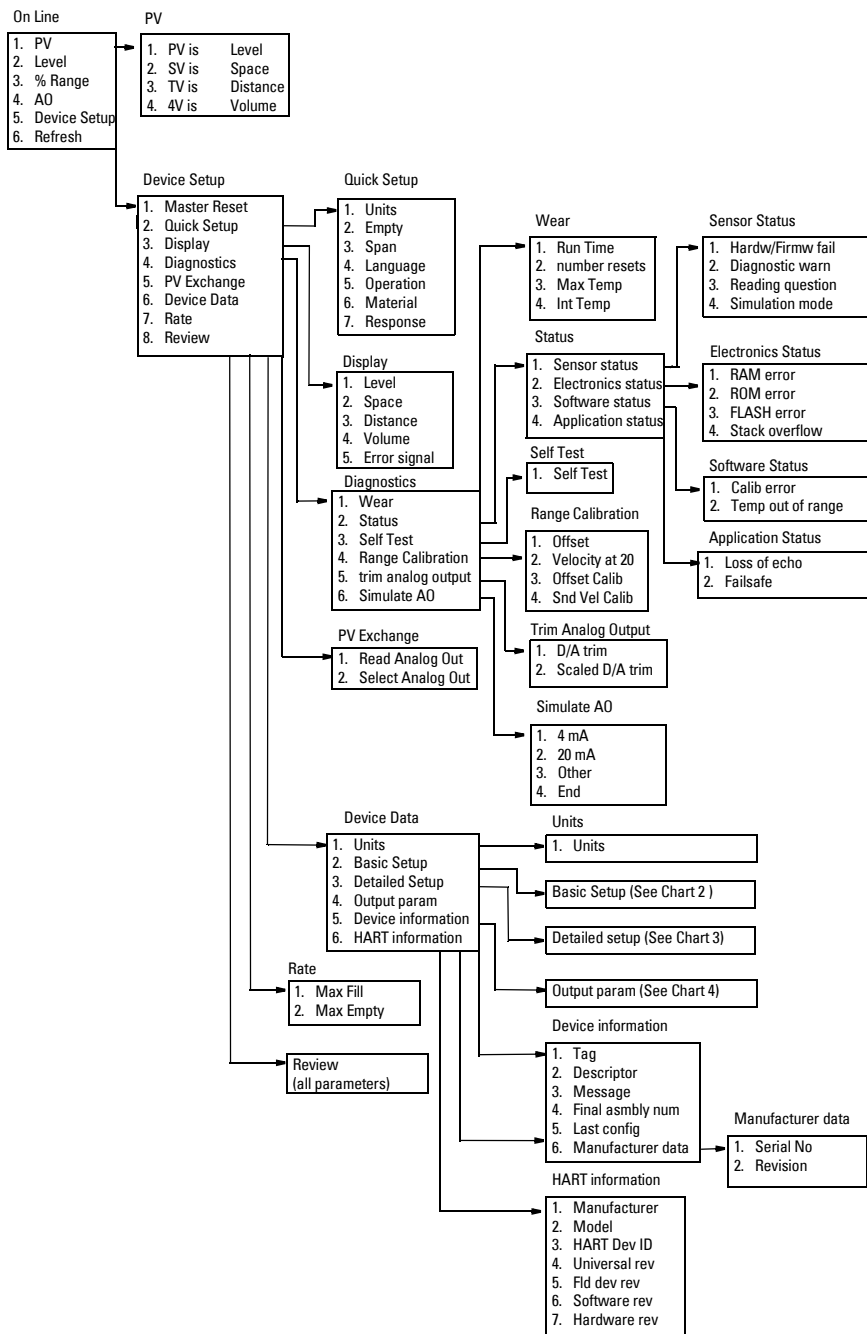 On Line
1. PV
2. Level
3. % Range
4. AO
5. Device Setup
6. Refresh
PV
1. PV is Level
2. SV is Space
3. TV is Distance
4. 4V is Volume
Device Setup
1. Master Reset
2. Quick Setup
3. Display
4. Diagnostics
5. PV Exchange
6. Device Data
7. Rate
8. Review
Quick Setup
1. Units
2. Empty
3. Span
4. Language
5. Operation
6. Material
7. Response
Display
1. Level
2. Space
3. Distance
4. Volume
5. Error signal
Diagnostics
1. Wear
2. Status
3. Self Test
4. Range Calibration
5. trim analog output
6. Simulate AO
PV Exchange
1. Read Analog Out
2. Select Analog Out
Wear
1. Run Time
2. number resets
3. Max Temp
4. Int Temp
Status
1. Sensor status
2. Electronics status
3. Software status
4. Application status
Self Test
1. Self Test
Range Calibration
1. Offset
2. Velocity at 20
3. Offset Calib
4. Snd Vel Calib
Trim Analog Output
1. D/A trim
2. Scaled D/A trim
Simulate AO
1. 4 mA
2. 20 mA
3. Other
4. End
Sensor Status
1. Hardw/Firmw fail
2. Diagnostic warn
3. Reading question
4. Simulation mode
Electronics Status
1. RAM error
2. ROM error
3. FLASH error
4. Stack overflow
Software Status
1. Calib error
2. Temp out of range
Application Status
1. Loss of echo
2. Failsafe
Device Data
1. Units
2. Basic Setup
3. Detailed Setup
4. Output param
5. Device information
6. HART information
Rate
1. Max Fill
2. Max Empty
Review
(all parameters)
Units
1. Units
Basic Setup (See Chart 2 )
Detailed setup (See Chart 3)
Output param (See Chart 4)
Device information
1. Tag
2. Descriptor
3. Message
4. Final asmbly num
5. Last config
6. Manufacturer data
Manufacturer data
1. Serial No
2. Revision
HART information
1. Manufacturer
2. Model
3. HART Dev ID
4. Universal rev
5. Fld dev rev
6. Software rev
7. Hardware rev